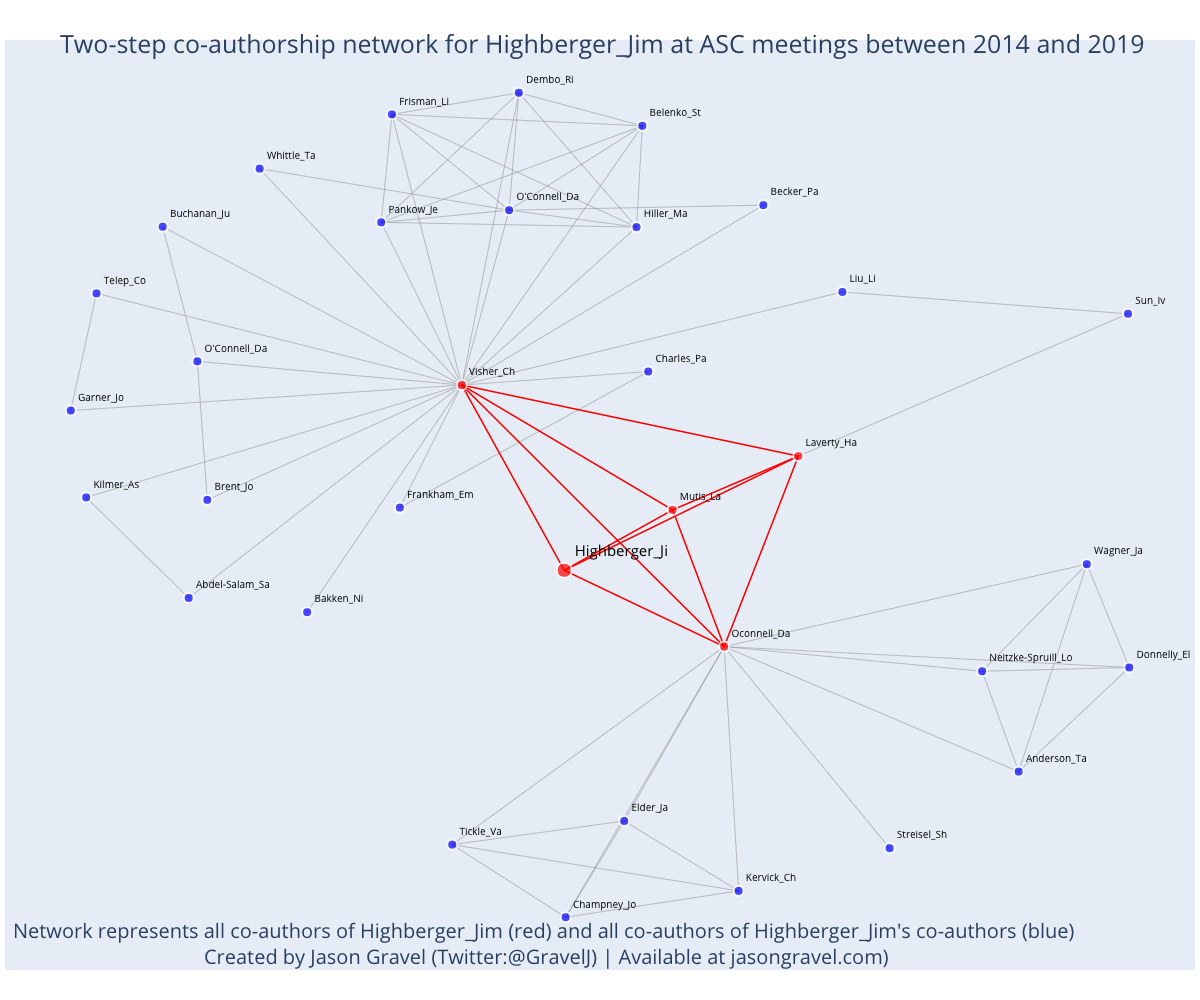 Two-step co-authorship network for Highberger_Jim at ASC meetings between 2014 and 2019
Dembo_Ri
Frisman_Li
Belenko_St
Whittle_Ta
Becker_Pa
O'Connell_Da
Pankow_Je
Hiller_Ma
Buchanan_Ju
Telep_Co
Liu_Li
Sun_Iv
O'Connell_Da
Charles_Pa
Visher_Ch
Garner_Jo
Laverty_Ha
Kilmer_As
Brent_Jo
Frankham_Em
Mutis_La
Highberger_Ji
Wagner_Ja
Abdel-Salam_Sa
Bakken_Ni
Oconnell_Da
Neitzke-Spruill_Lo
Donnelly_El
Anderson_Ta
Elder_Ja
Tickle_Va
Streisel_Sh
Kervick_Ch
Champney_Jo
Network represents all co-authors of Highberger_Jim (red) and all co-authors of Highberger_Jim's co-authors (blue)
Created by Jason Gravel (Twitter:@GravelJ) | Available at jasongravel.com)